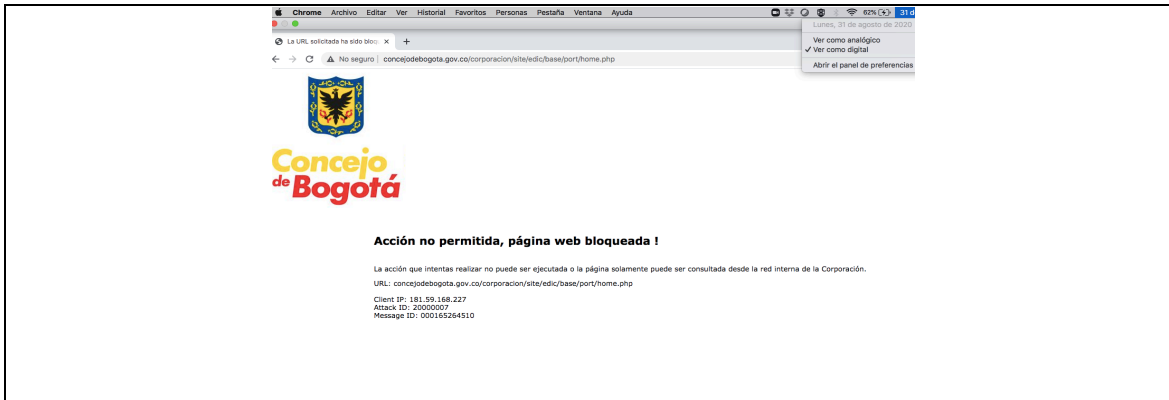 Chrome Archivo Editar Ver Historial Favoritos Personas Pestaña Ventana Ayuda 62% 31 d
Lunes, 31 de agosto de 2020
La URL solicitada ha sido bloq
Ver como analógico
✓ Ver como digital
No seguro | concejodebogota.gov.co/corporacion/site/edic/base/port/home.php
Abrir el panel de preferencias
Concejo
de Bogotá
Acción no permitida, página web bloqueada !
La acción que intentas realizar no puede ser ejecutada o la página solamente puede ser consultada desde la red interna de la Corporación.
URL: concejodebogota.gov.co/corporacion/site/edic/base/port/home.php
Client IP: 181.59.168.227
Attack ID: 20000007
Message ID: 000165264510